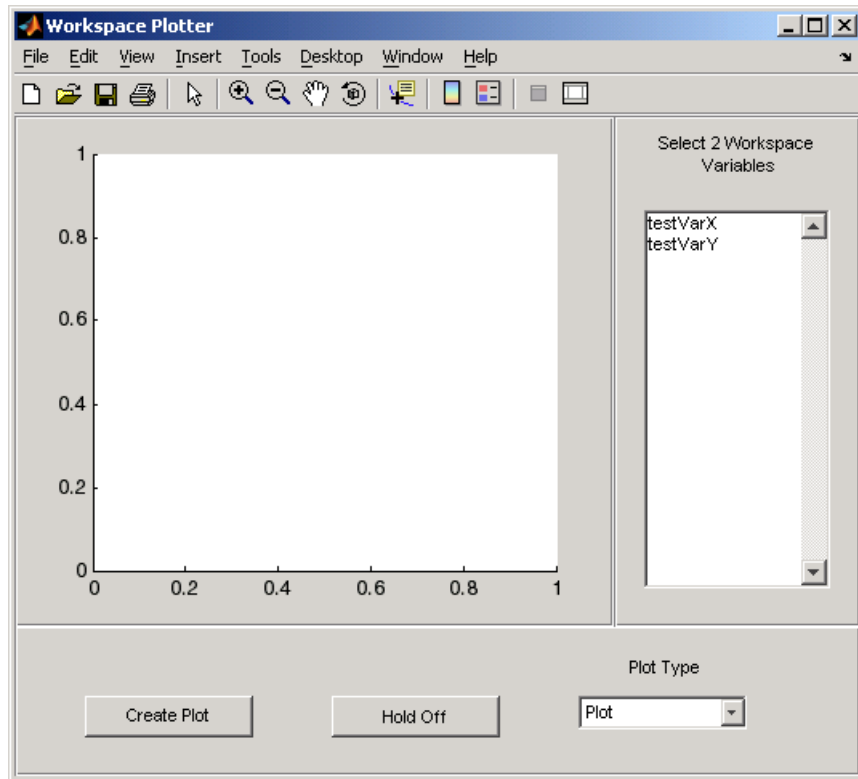 Workspace Plotter
File Edit View Insert Tools Desktop Window Help
Select 2 Workspace
Variables
testVarX
testVarY
1
0.8
0.6
0.4
0.2
0
0 0.2 0.4 0.6 0.8 1
Plot Type
Create Plot Hold Off Plot